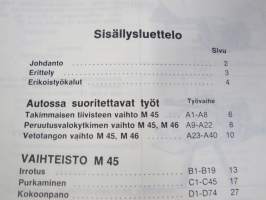 Sisällysluettelo
Sivu
Johdanto 2
Erittely 3
Erikoistyökalut 4
Autossa suoritettavat työt Työvaihe
Takimmaisen tiivisteen vaihto M 45 A1-A8 6
Peruutusvalokytkimen vaihto M 45, M 46 A9-A22 8
Vetotangon vaihto M 45, M 46 A23-A40 10
VAIHTEISTO M 45
Irrotus B1-B19 13
Purkaminen C1-C45 17
Kokoonpano D1-D74 27